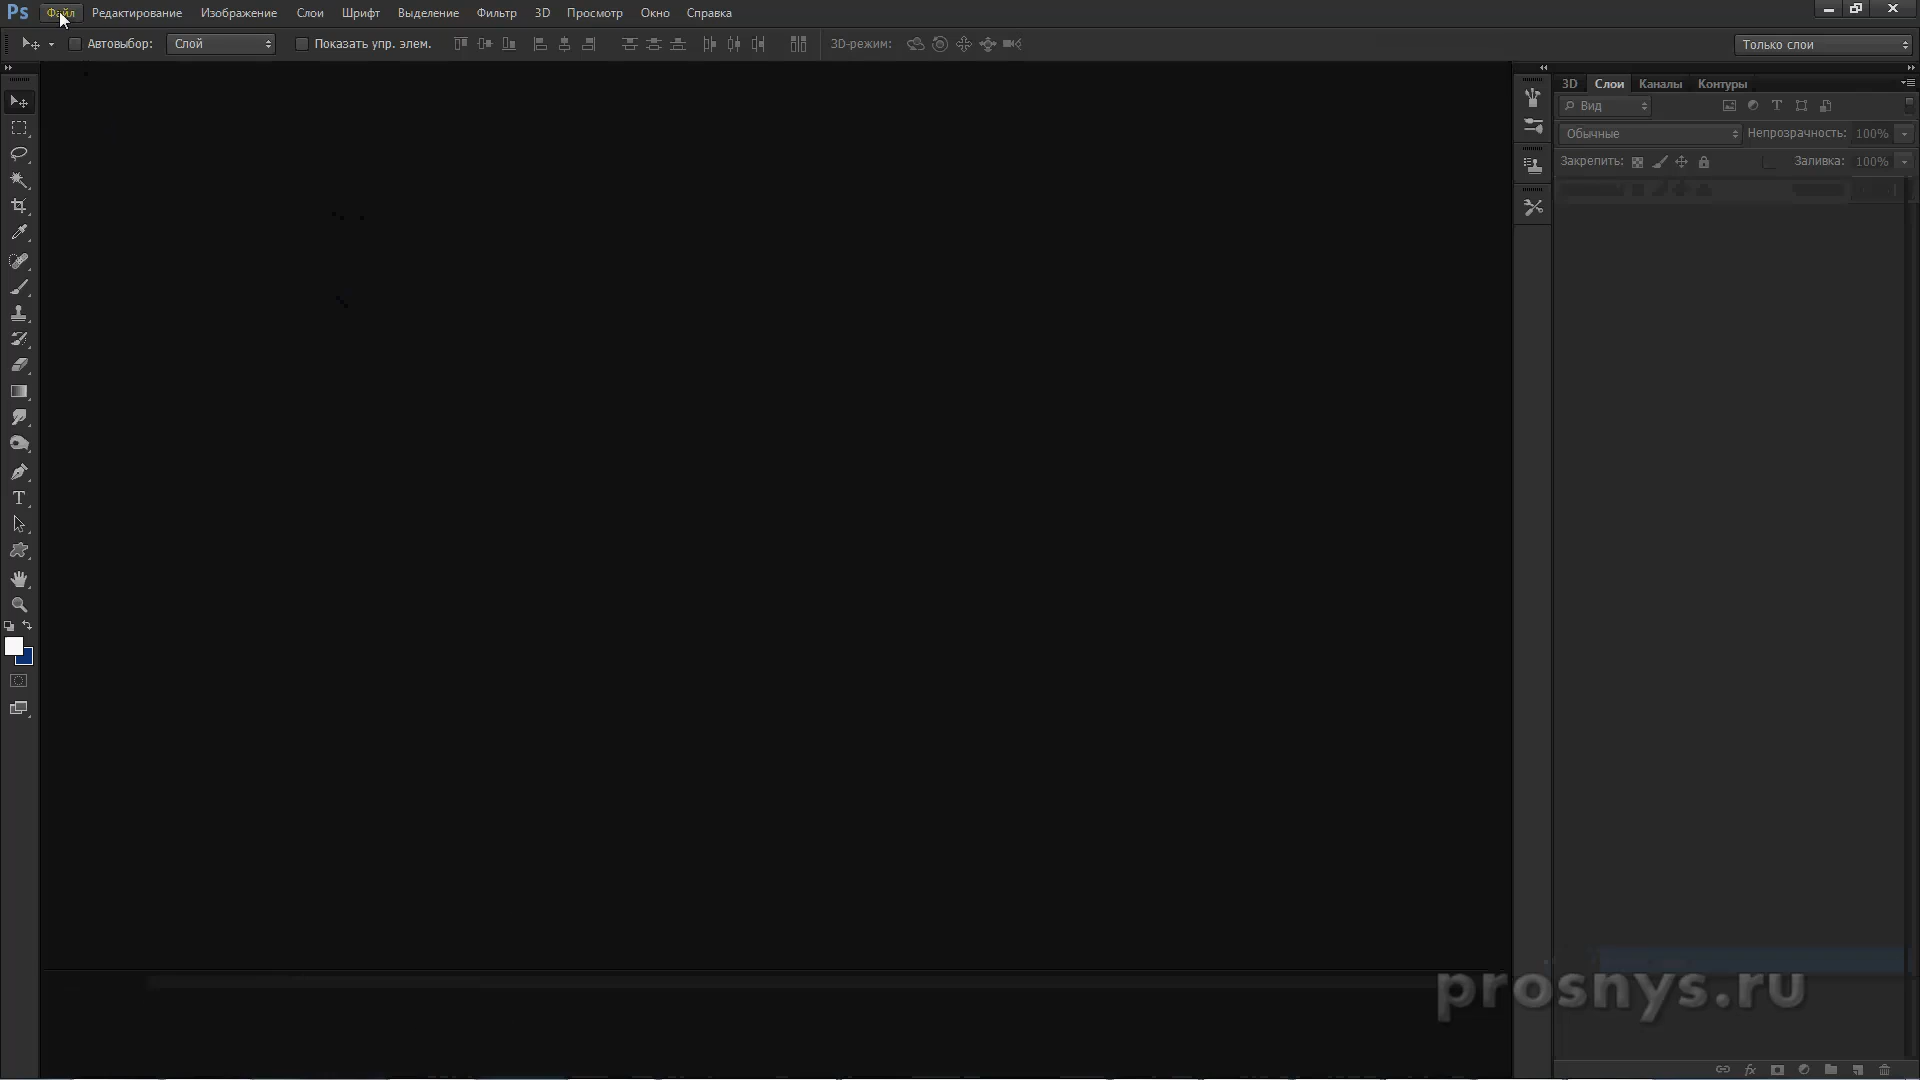 Ps Файл Редактирование Изображение Слои Шрифт Выделение Фильтр 3D Просмотр Окно Справка
Автовыбор: Слой Показать упр. элем. 3D-режим: Только слои
3D Слои Каналы Контуры
Вид
Обычные Непрозрачность: 100%
Закрепить: Заливка: 100%
prosnys.ru